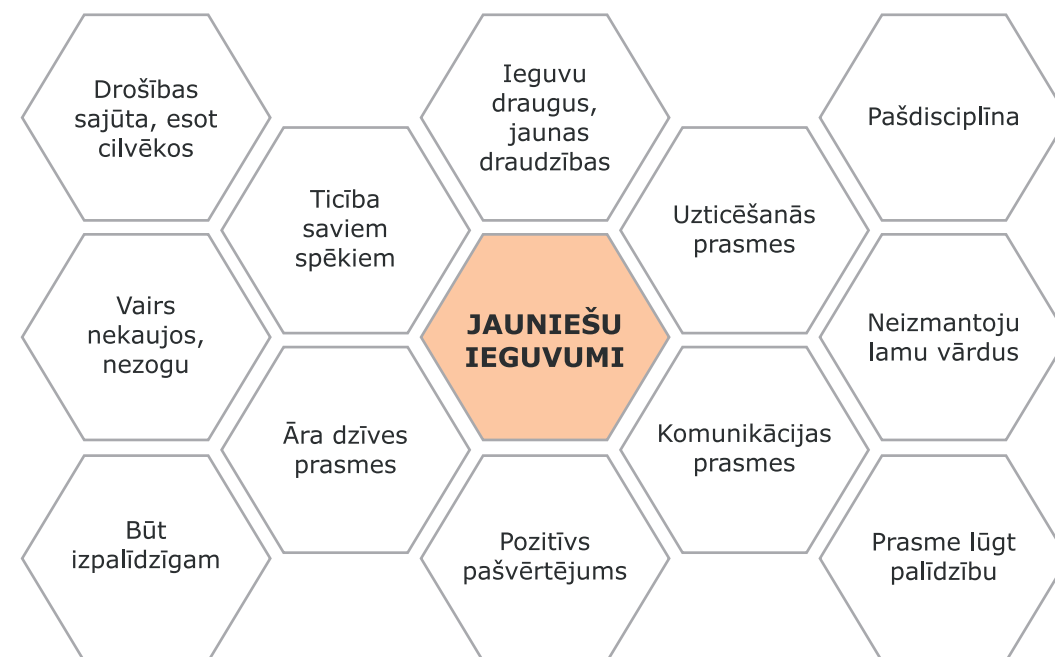 Drošības
sajūta, esot
cilvēkos
Ieguvu
draugus,
jaunas
draudzības
Pašdisciplīna
Ticība
saviem
spēkiem
Uzticēšanās
prasmes
Vairs
nekaujos,
nezogu
JAUNIEŠU
IEGUVUMI
Neizmantoju
lamu vārdus
Āra dzīves
prasmes
Komunikācijas
prasmes
Būt
izpalīdzīgam
Pozitīvs
pašvērtējums
Prasme lūgt
palīdzību